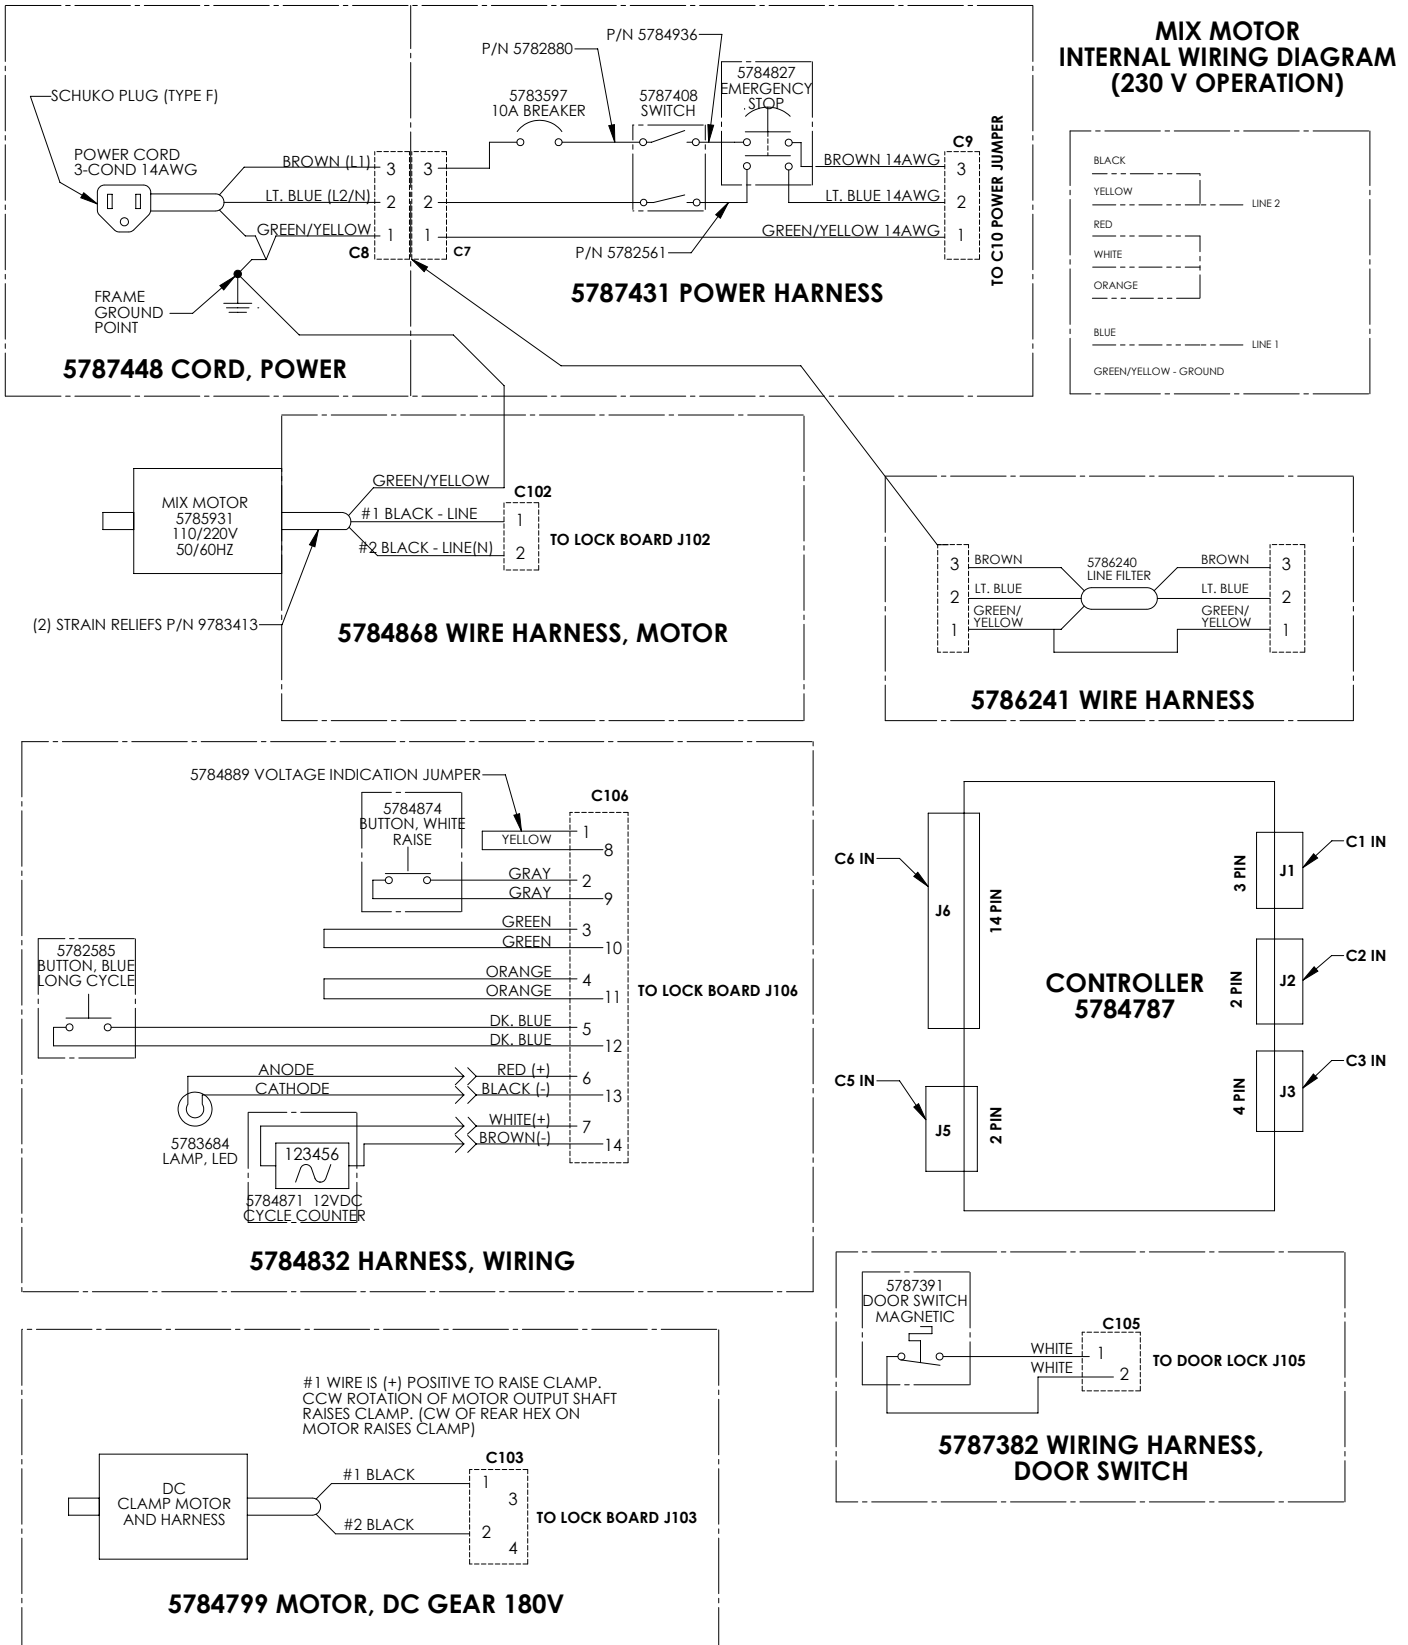 P/N 5782880
P/N 5784936
MIX MOTOR
INTERNAL WIRING DIAGRAM
(230 V OPERATION)
SCHUKO PLUG (TYPE F)
5783597
10A BREAKER
5787408
SWITCH
5784827
EMERGENCY
STOP
POWER CORD
3-COND 14AWG
BROWN (L1)
3
3
LT. BLUE (L2/N)
2
2
GREEN/YELLOW
1
1
C8
C7
C9
BROWN 14AWG
3
LT. BLUE 14AWG
2
GREEN/YELLOW 14AWG
1
P/N 5782561
TO C10 POWER JUMPER
BLACK
YELLOW
LINE 2
RED
WHITE
ORANGE
BLUE
LINE 1
GREEN/YELLOW - GROUND
FRAME
GROUND
POINT
5787431 POWER HARNESS
5787448 CORD, POWER
MIX MOTOR
5785931
110/220V
50/60HZ
GREEN/YELLOW
C102
#1 BLACK - LINE
1
#2 BLACK - LINE(N)
2
TO LOCK BOARD J102
(2) STRAIN RELIEFS P/N 9783413
5784868 WIRE HARNESS, MOTOR
3
BROWN
2
LT. BLUE
1
GREEN/
YELLOW
5786240
LINE FILTER
BROWN
3
LT. BLUE
2
GREEN/
YELLOW
1
5786241 WIRE HARNESS
5784889 VOLTAGE INDICATION JUMPER
C106
5784874
BUTTON, WHITE
RAISE
YELLOW
1
8
GRAY
2
GRAY
9
GREEN
3
GREEN
10
5782585
BUTTON, BLUE
LONG CYCLE
ORANGE
4
ORANGE
11
TO LOCK BOARD J106
DK. BLUE
5
DK. BLUE
12
ANODE
RED (+)
6
CATHODE
BLACK (-)
13
WHITE(+)
7
BROWN(-)
14
5783684
LAMP, LED
123456
5784871 12VDC
CYCLE COUNTER
5784832 HARNESS, WIRING
C6 IN
J6
14 PIN
C5 IN
J5
2 PIN
CONTROLLER
5784787
3 PIN
J1
C1 IN
2 PIN
J2
C2 IN
4 PIN
J3
C3 IN
5787391
DOOR SWITCH
MAGNETIC
C105
WHITE
1
WHITE
2
TO DOOR LOCK J105
5787382 WIRING HARNESS,
DOOR SWITCH
#1 WIRE IS (+) POSITIVE TO RAISE CLAMP.
CCW ROTATION OF MOTOR OUTPUT SHAFT
RAISES CLAMP. (CW OF REAR HEX ON
MOTOR RAISES CLAMP)
C103
DC
CLAMP MOTOR
AND HARNESS
#1 BLACK
1
3
#2 BLACK
2
4
TO LOCK BOARD J103
5784799 MOTOR, DC GEAR 180V